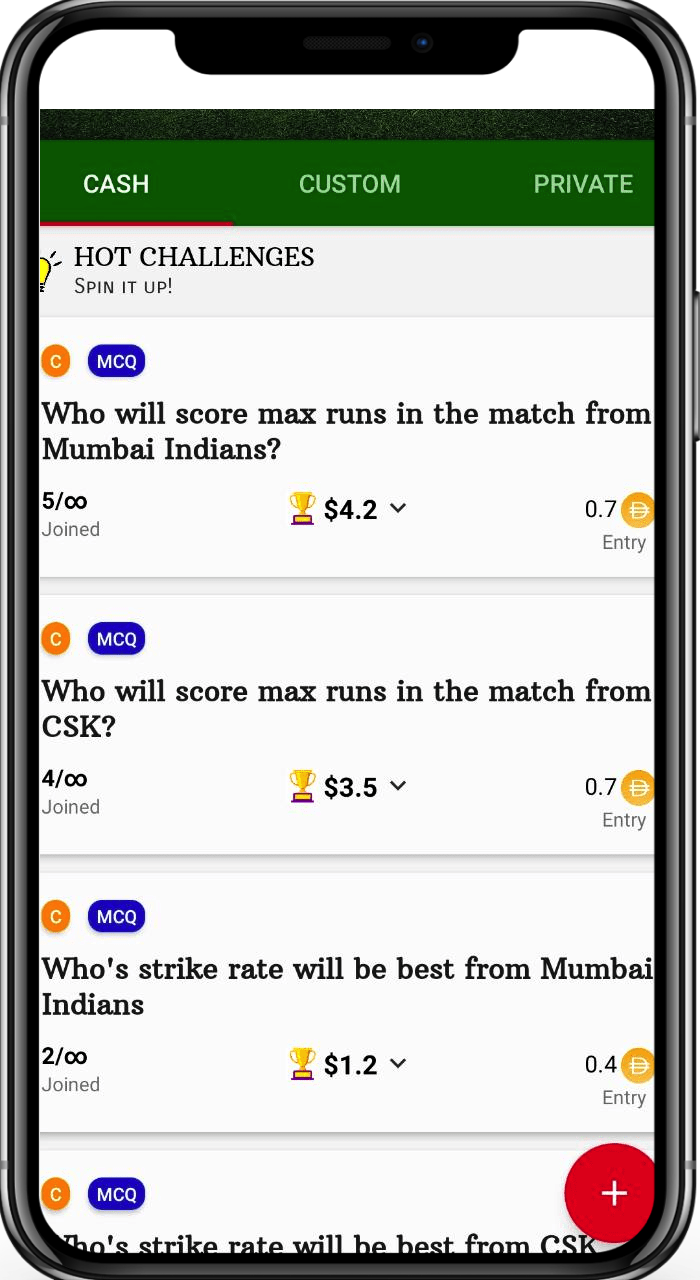 CASH CUSTOM PRIVATE
HOT CHALLENGES
Spin it up!
C MCQ
Who will score max runs in the match from
Mumbai Indians?
5/∞ $4.2 0.7
Joined Entry
C MCQ
Who will score max runs in the match from
CSK?
4/∞ $3.5 0.7
Joined Entry
C MCQ
Who's strike rate will be best from Mumbai
Indians
2/∞ $1.2 0.4
Joined Entry
C MCQ
+
Who's strike rate will be best from CSK